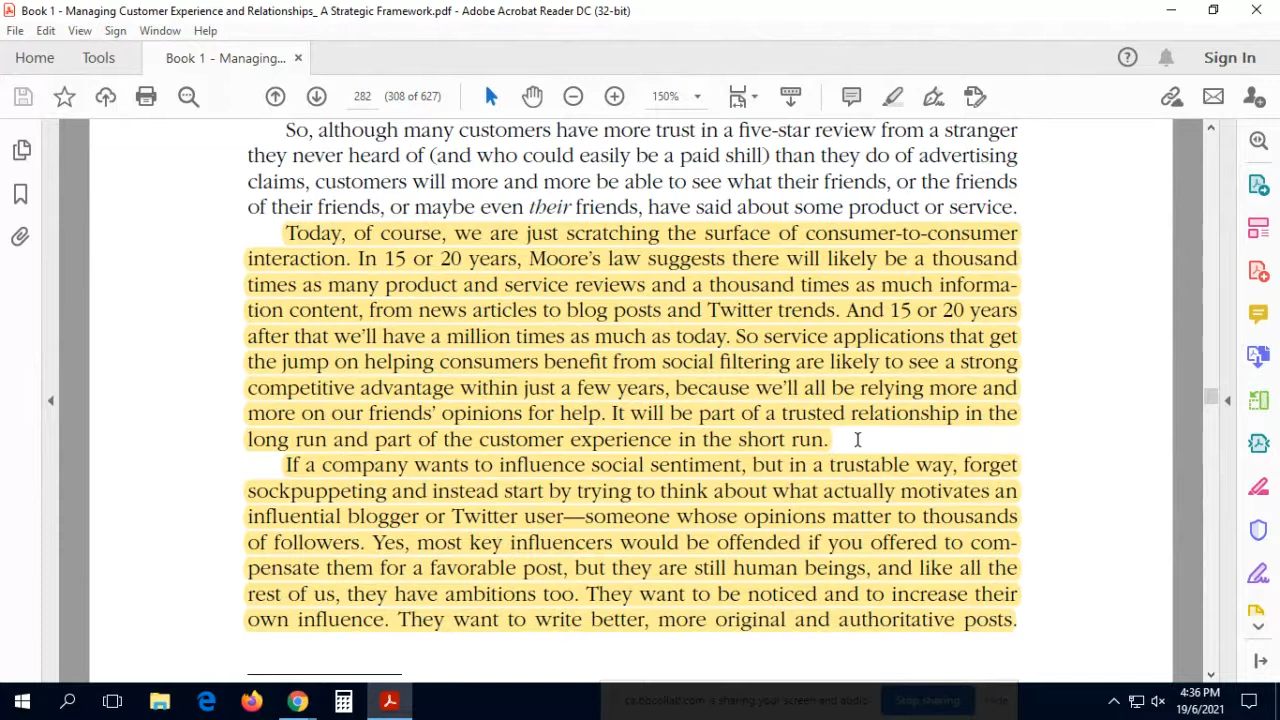 Book 1 - Managing Customer Experience and Relationships_ A Strategic Framework.pdf - Adobe Acrobat Reader DC (32-bit)
File Edit View Sign Window Help
Home Tools Book 1 - Managing... × Sign In
282 (308 of 627) 150%
So, although many customers have more trust in a five-star review from a stranger
they never heard of (and who could easily be a paid shill) than they do of advertising
claims, customers will more and more be able to see what their friends, or the friends
of their friends, or maybe even their friends, have said about some product or service.
Today, of course, we are just scratching the surface of consumer-to-consumer
interaction. In 15 or 20 years, Moore's law suggests there will likely be a thousand
times as many product and service reviews and a thousand times as much informa-
tion content, from news articles to blog posts and Twitter trends. And 15 or 20 years
after that we'll have a million times as much as today. So service applications that get
the jump on helping consumers benefit from social filtering are likely to see a strong
competitive advantage within just a few years, because we'll all be relying more and
more on our friends' opinions for help. It will be part of a trusted relationship in the
long run and part of the customer experience in the short run.
If a company wants to influence social sentiment, but in a trustable way, forget
sockpuppeting and instead start by trying to think about what actually motivates an
influential blogger or Twitter user—someone whose opinions matter to thousands
of followers. Yes, most key influencers would be offended if you offered to com-
pensate them for a favorable post, but they are still human beings, and like all the
rest of us, they have ambitions too. They want to be noticed and to increase their
own influence. They want to write better, more original and authoritative posts.
ca.bbcollab.com is sharing your screen and audio. Stop sharing Hide
4:36 PM
19/6/2021